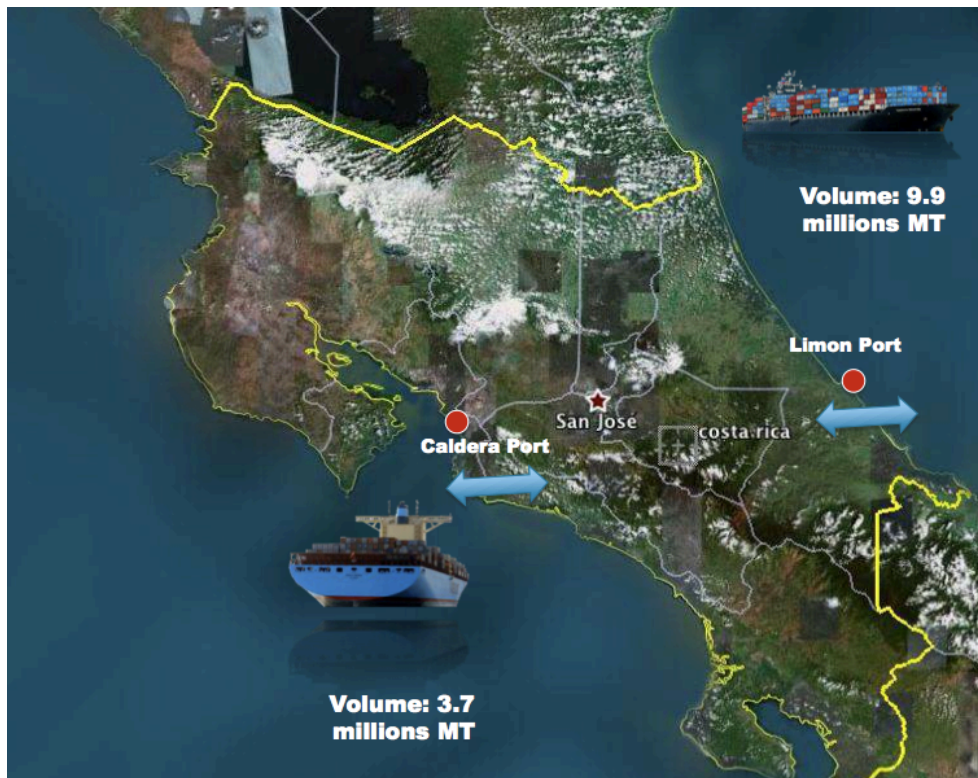 Volume: 9.9
millions MT
Limon Port
San José
costa rica
Caldera Port
Volume: 3.7
millions MT